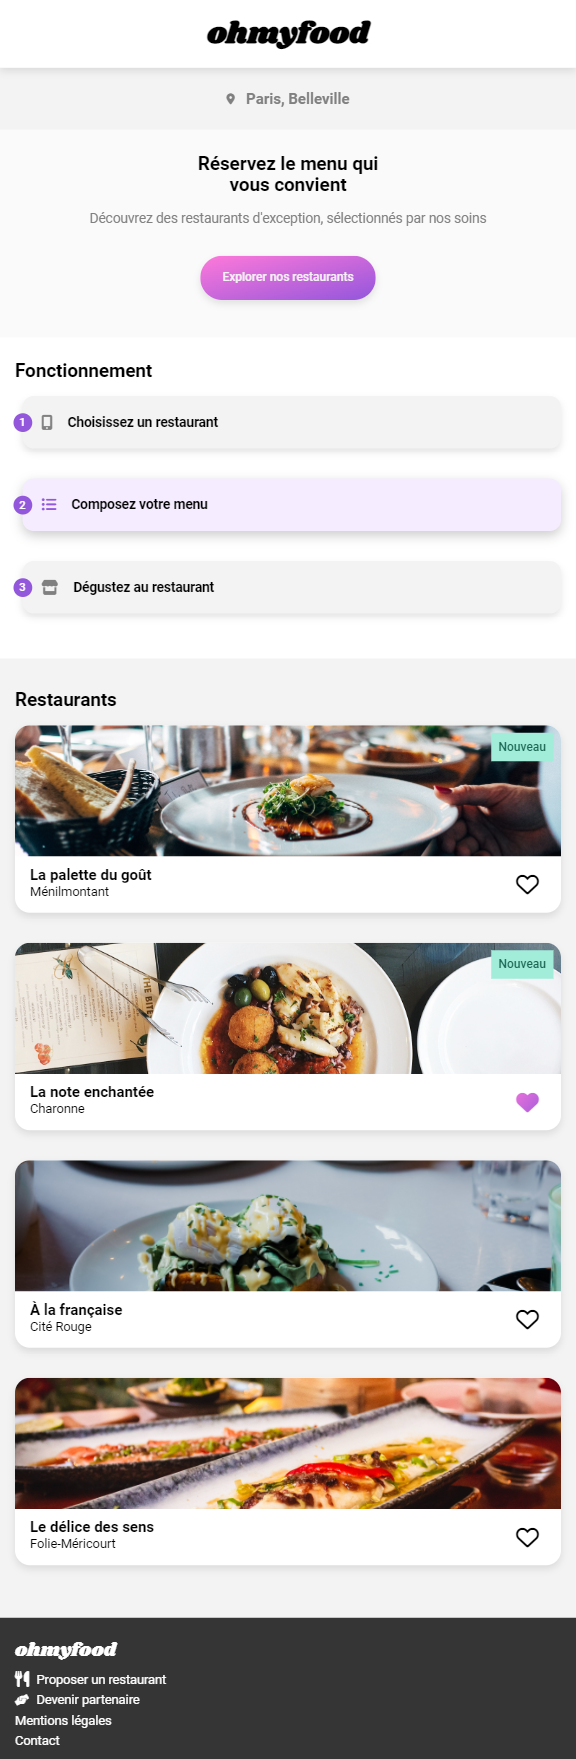 ohmyfood
Paris, Belleville
Réservez le menu qui
vous convient
Découvrez des restaurants d'exception, sélectionnés par nos soins
Explorer nos restaurants
Fonctionnement
1 Choisissez un restaurant
2 Composez votre menu
3 Dégustez au restaurant
Restaurants
Nouveau
La palette du goût
Ménilmontant
Nouveau
THE BITE
La note enchantée
Charonne
À la française
Cité Rouge
Le délice des sens
Folie-Méricourt
ohmyfood
Proposer un restaurant
Devenir partenaire
Mentions légales
Contact